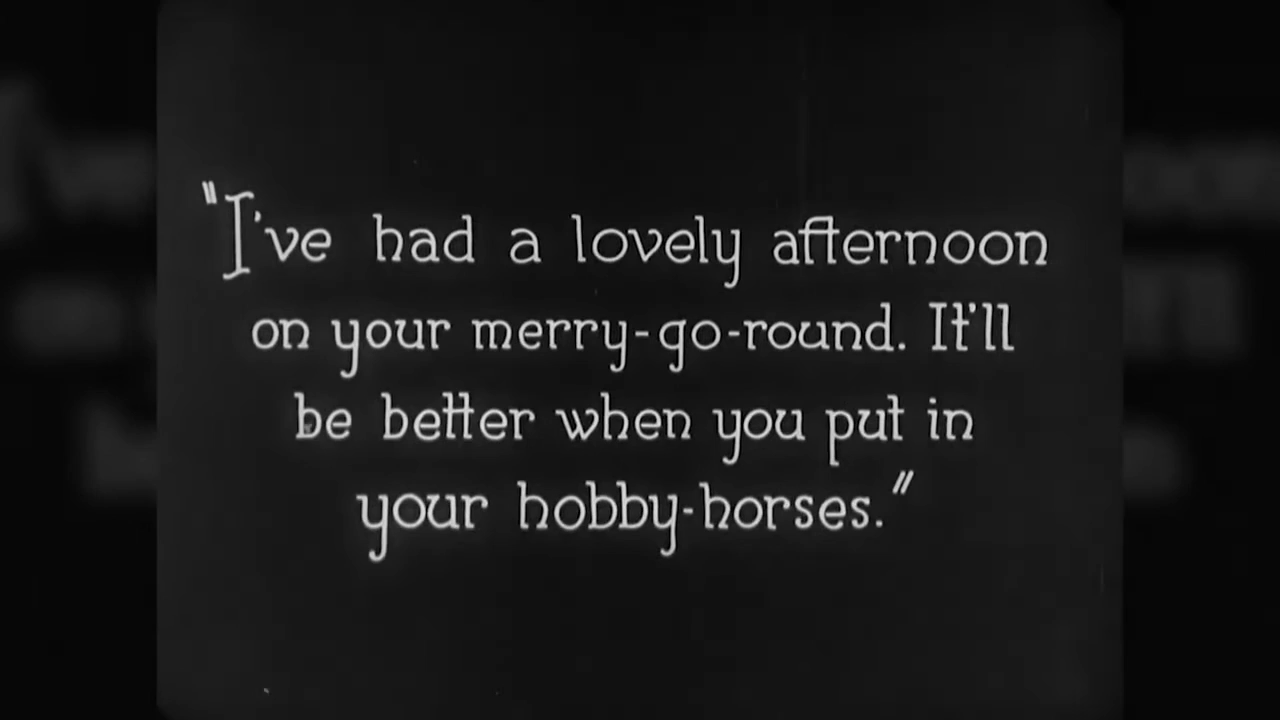 "I've had a lovely afternoon
on your merry-go-round. It'll
be better when you put in
your hobby-horses."